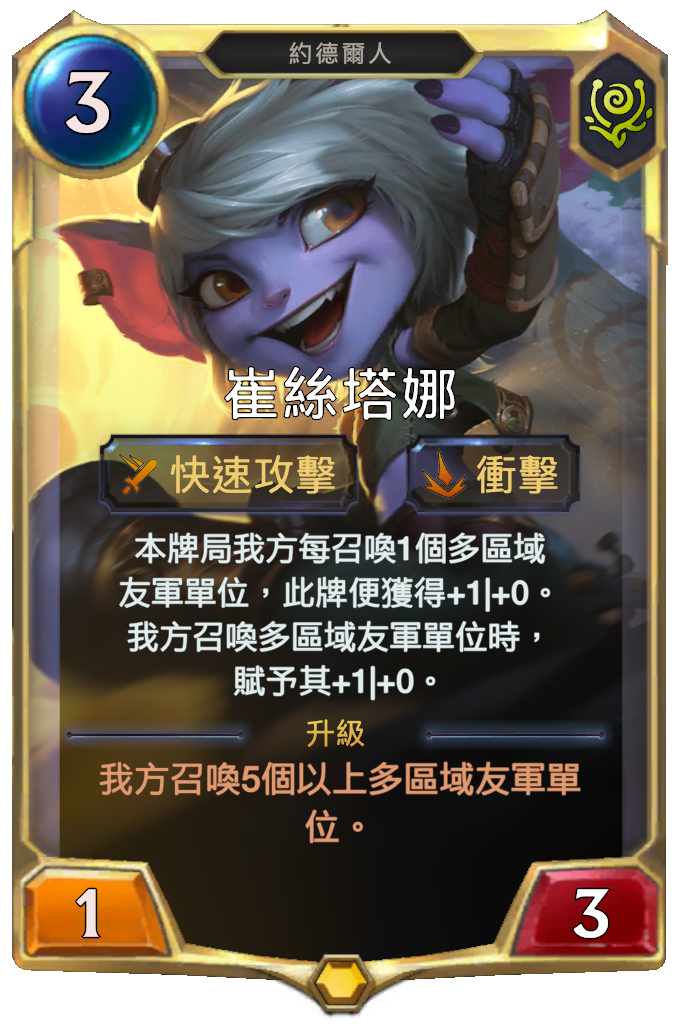 約德爾人
3
崔絲塔娜
快速攻擊 衝擊
本牌局我方每召喚1個多區域
友軍單位，此牌便獲得+1|+0。
我方召喚多區域友軍單位時，
賦予其+1|+0。
升級
我方召喚5個以上多區域友軍單
位。
1 3